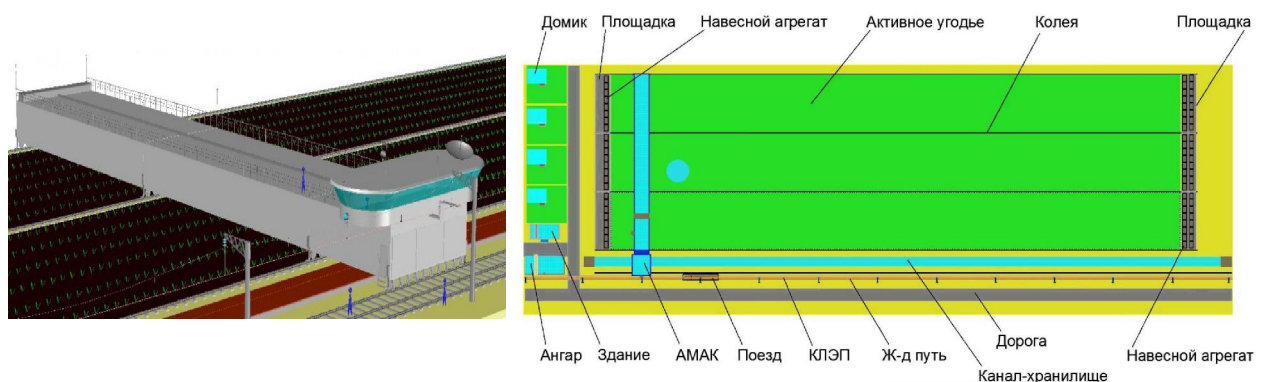 Домик
Площадка
Навесной агрегат
Активное угодье
Колея
Площадка
Ангар
Здание
АМАК
Поезд
КЛЭП
Ж-д путь
Дорога
Канал-хранилище
Навесной агрегат